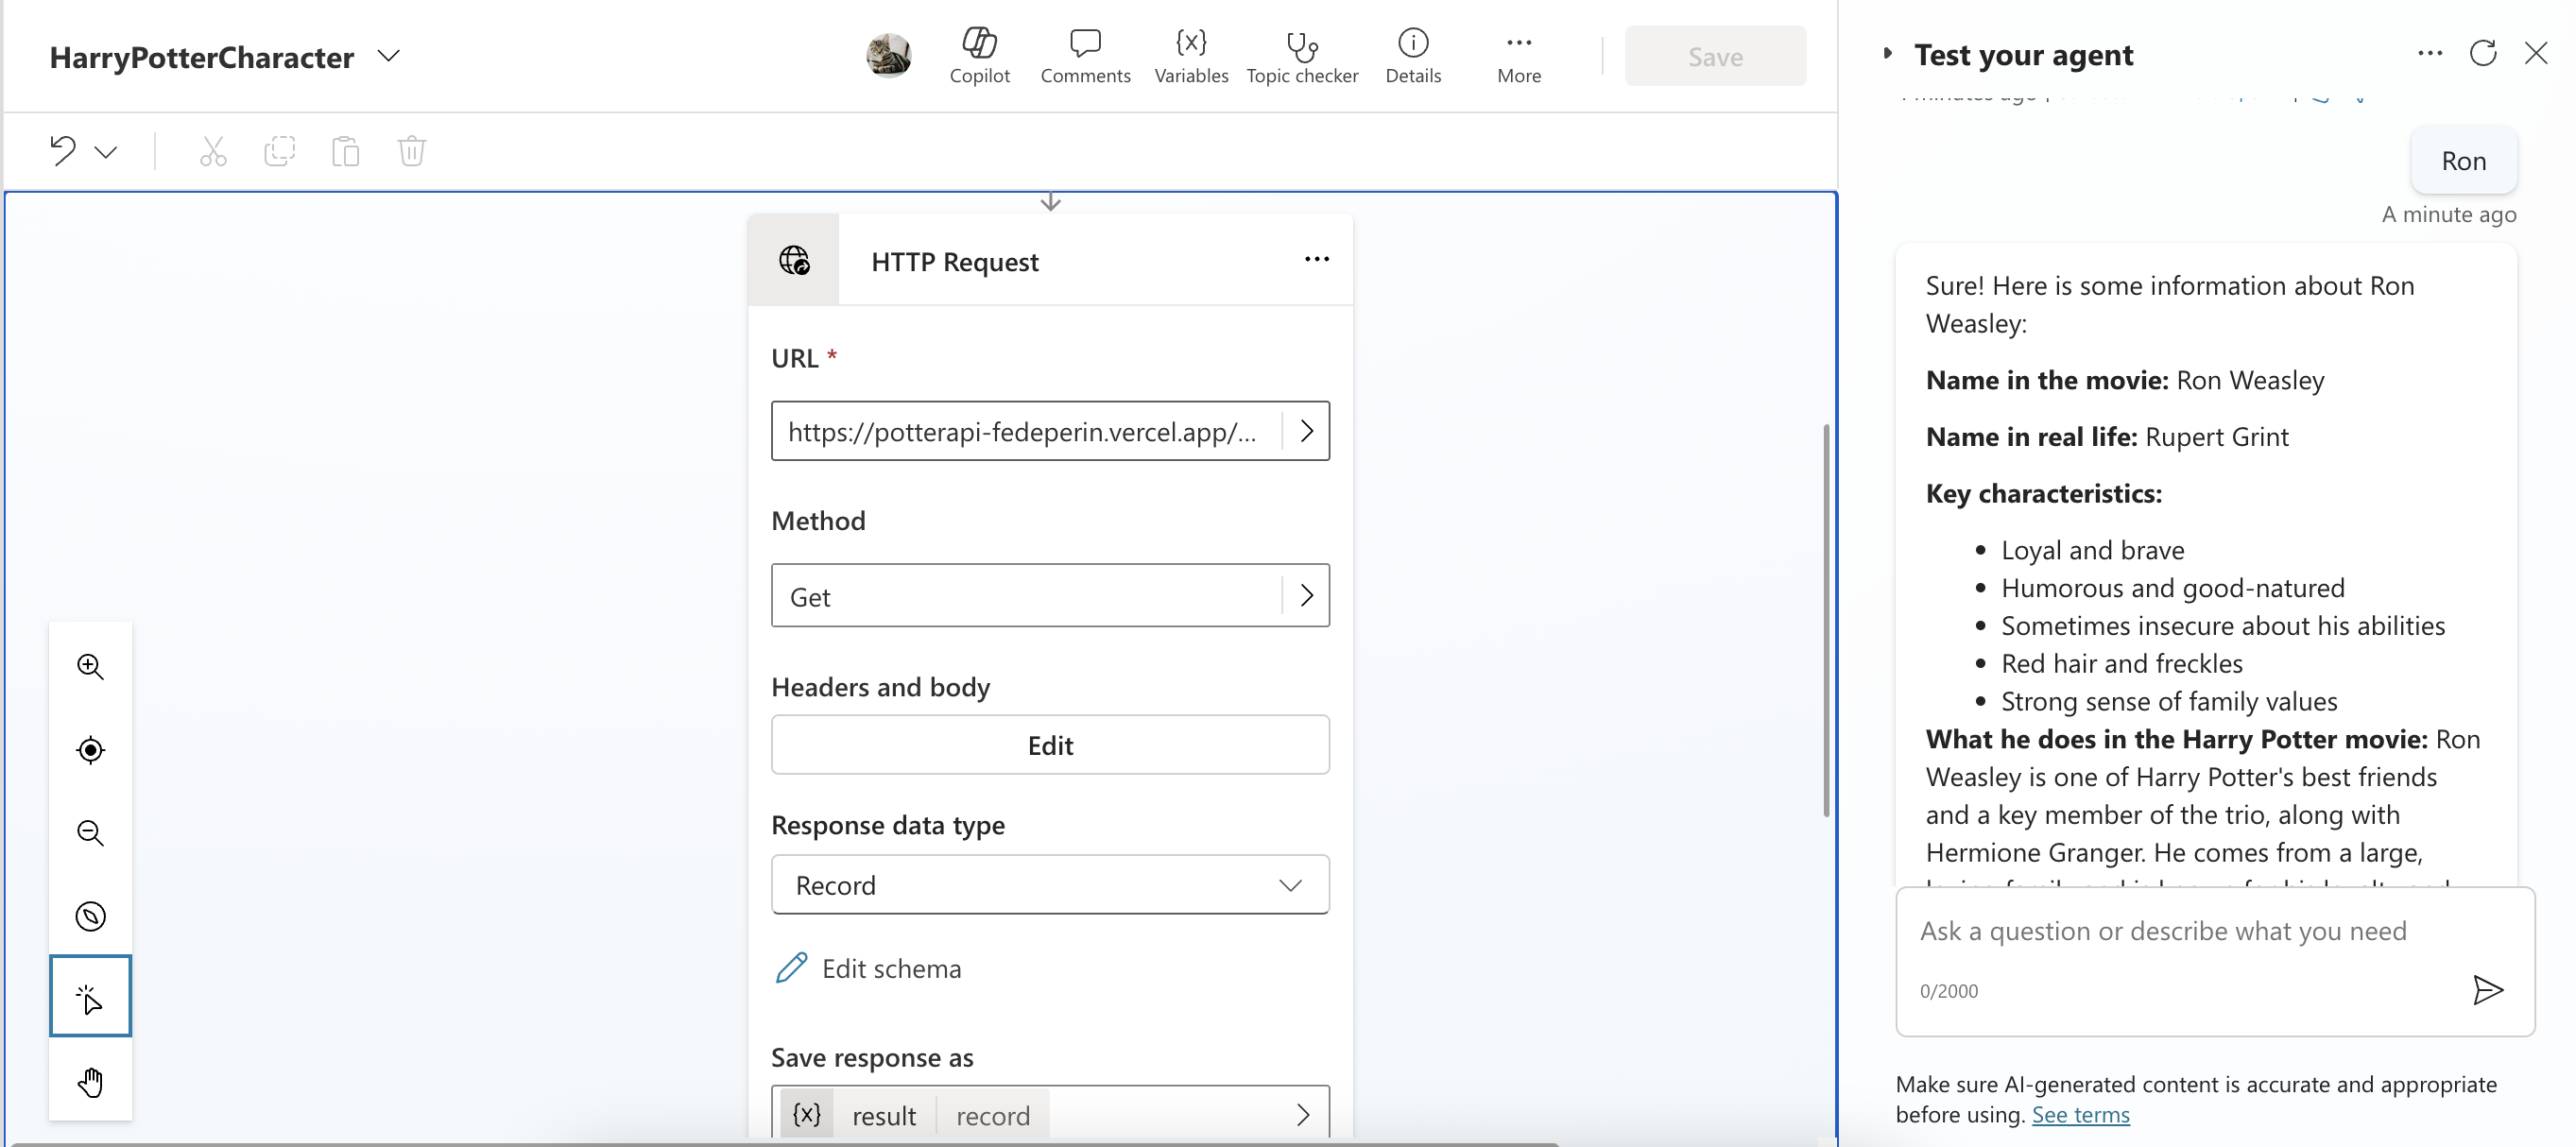 HarryPotterCharacter
Copilot
Comments
Variables
Topic checker
Details
More
Save
HTTP Request
URL *
https://potterapi-fedeperin.vercel.app/...
Method
Get
Headers and body
Edit
Response data type
Record
Edit schema
Save response as
{x} result record
Test your agent
minutes ago
Ron
A minute ago
Sure! Here is some information about Ron
Weasley:
Name in the movie: Ron Weasley
Name in real life: Rupert Grint
Key characteristics:
• Loyal and brave
• Humorous and good-natured
• Sometimes insecure about his abilities
• Red hair and freckles
• Strong sense of family values
What he does in the Harry Potter movie: Ron
Weasley is one of Harry Potter's best friends
and a key member of the trio, along with
Hermione Granger. He comes from a large,
Ask a question or describe what you need
0/2000
Make sure AI-generated content is accurate and appropriate
before using. See terms